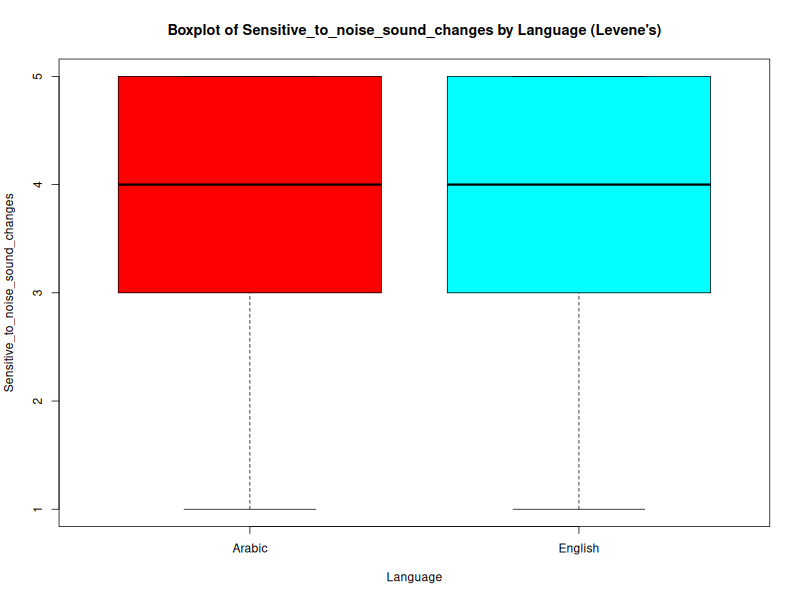 Boxplot of Sensitive_to_noise_sound_changes by Language (Levene's)
Sensitive_to_noise_sound_changes
5
4
3
2
1
Arabic English
Language